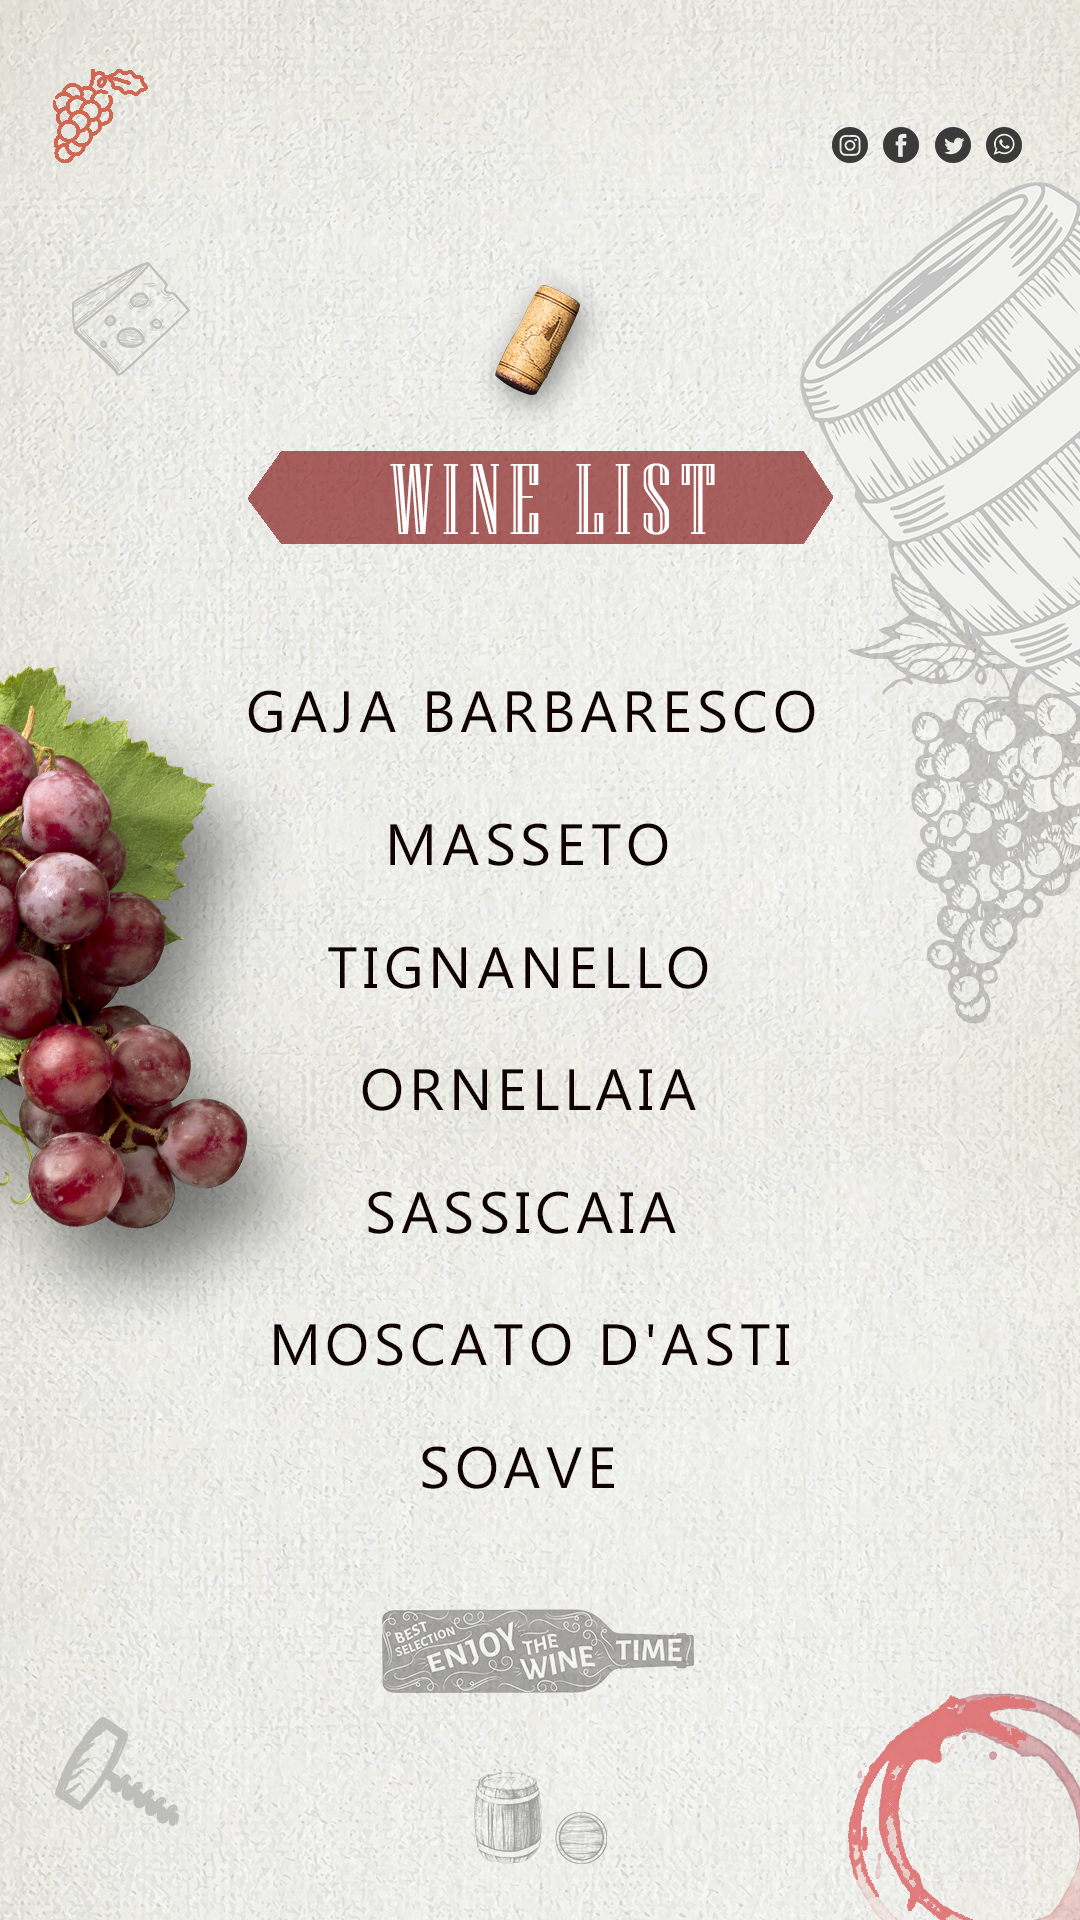 WINE LIST
GAJA BARBARESCO
MASSETO
TIGNANELLO
ORNELLAIA
SASSICAIA
MOSCATO D'ASTI
SOAVE
BEST
SELECTION
ENJOY
THE
WINE
TIME